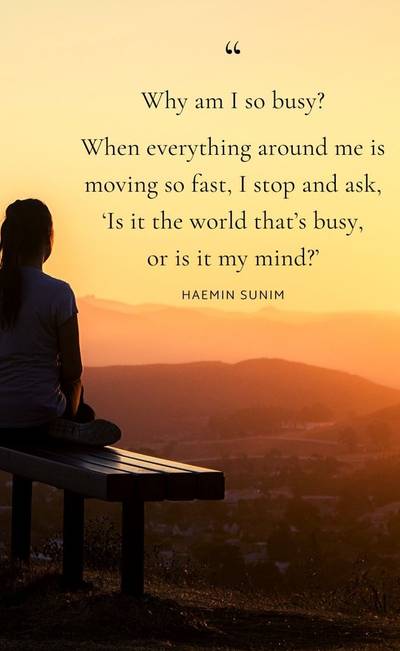 “
Why am I so busy?
When everything around me is
moving so fast, I stop and ask,
‘Is it the world that’s busy,
or is it my mind?’
HAEMIN SUNIM